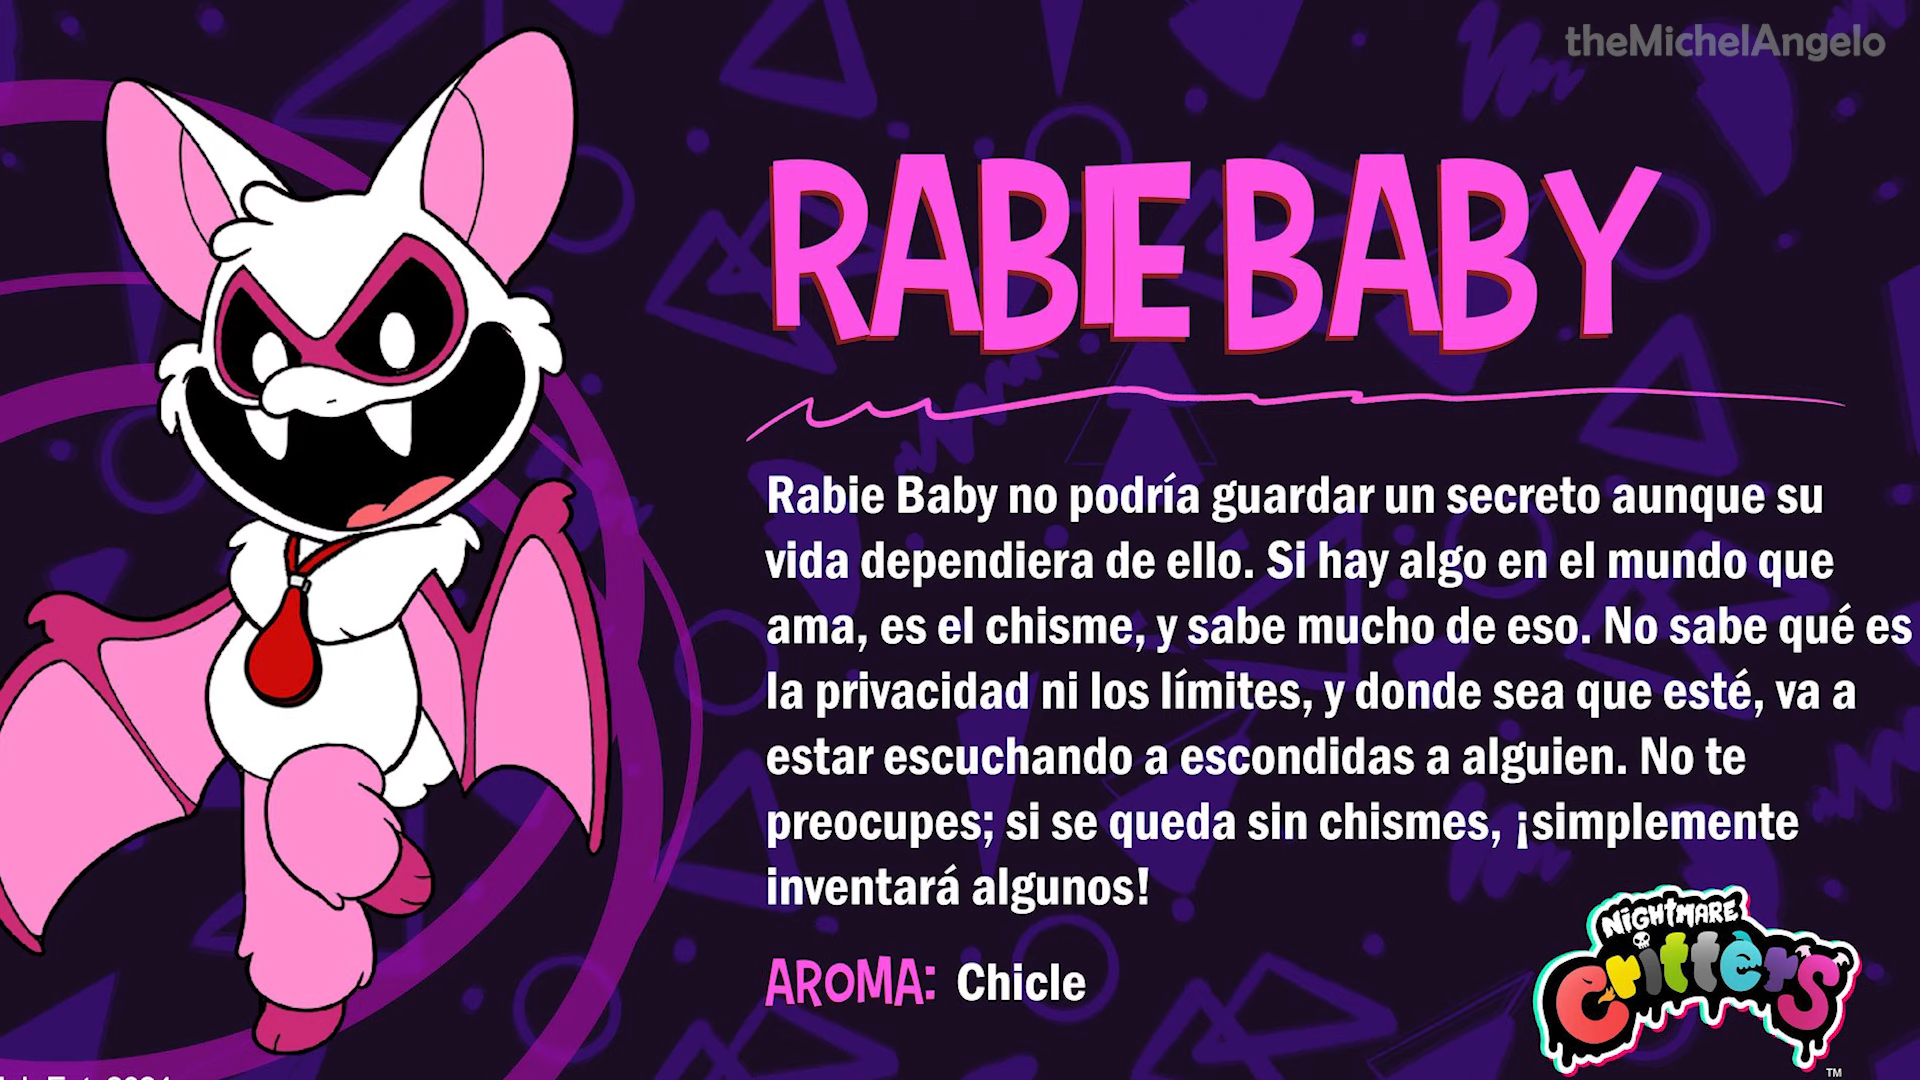 theMichelAngelo
RABIE BABY
Rabie Baby no podría guardar un secreto aunque su
vida dependiera de ello. Si hay algo en el mundo que
ama, es el chisme, y sabe mucho de eso. No sabe qué es
la privacidad ni los límites, y donde sea que esté, va a
estar escuchando a escondidas a alguien. No te
preocupes; si se queda sin chismes, ¡simplemente
inventará algunos!
AROMA: Chicle
NIGHTMARE
Critters
TM